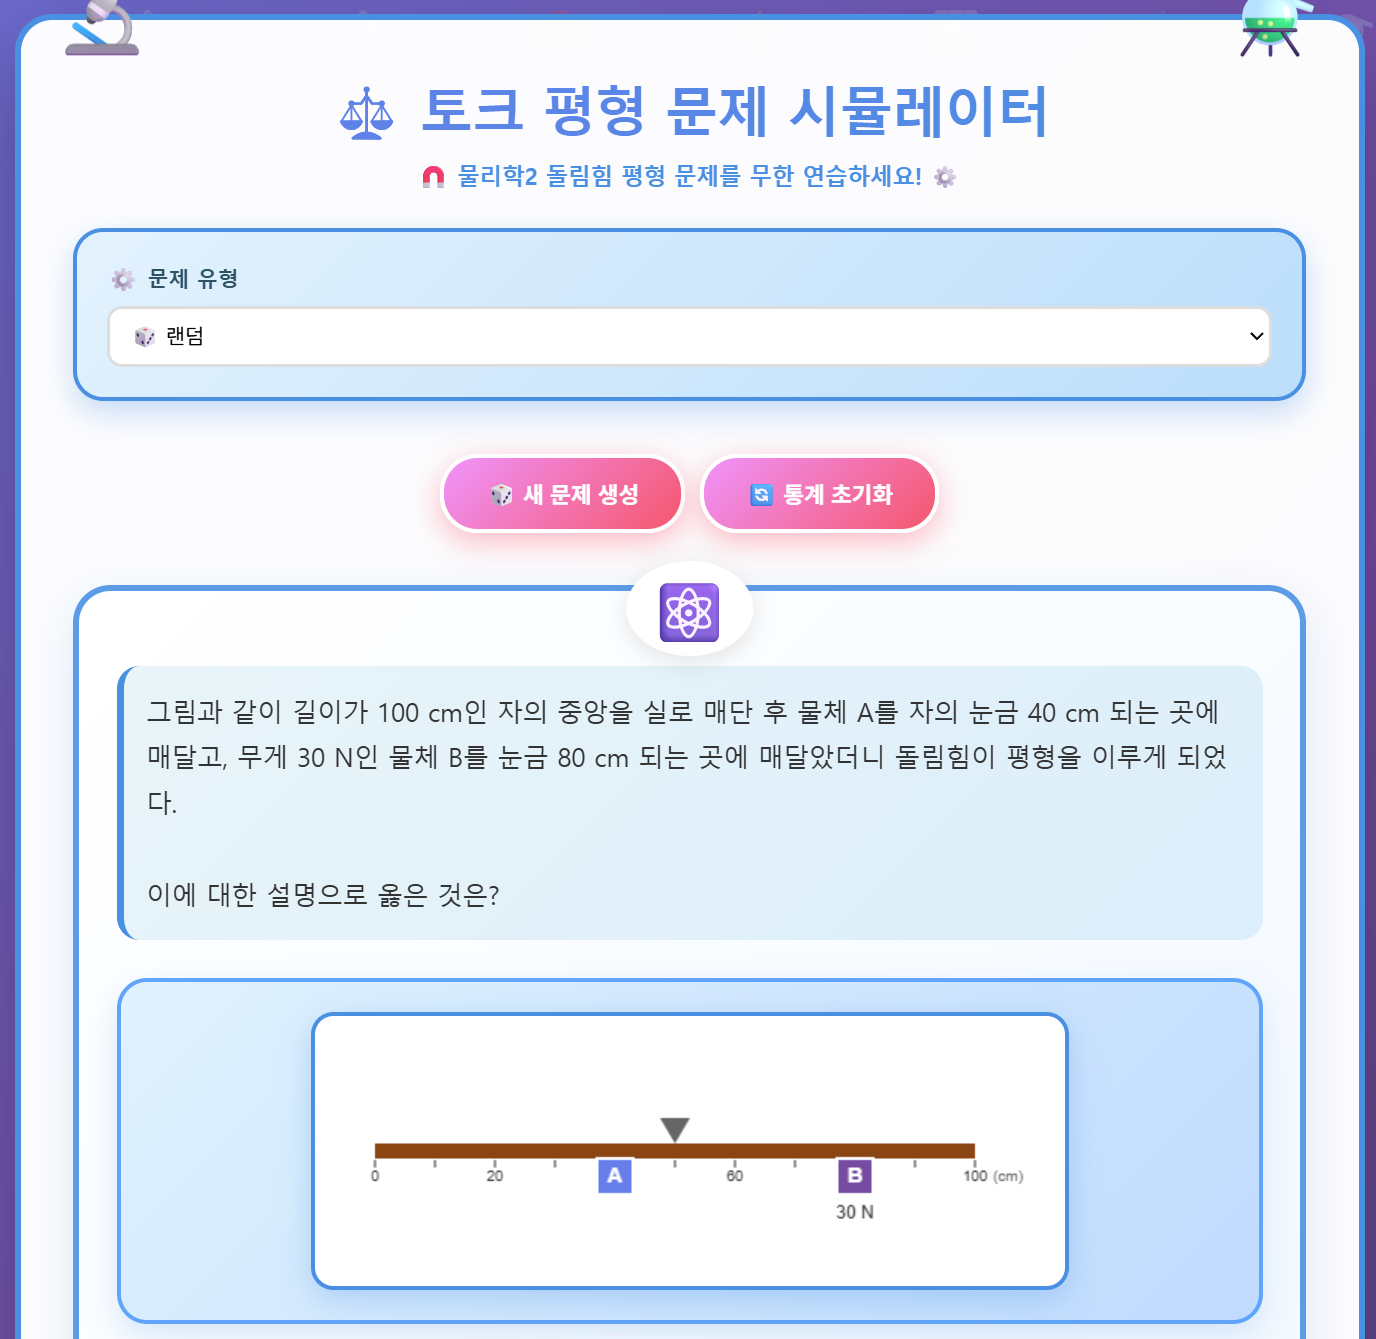 토크 평형 문제 시뮬레이터
물리학2 돌림힘 평형 문제를 무한 연습하세요!
문제 유형
랜덤
새 문제 생성
통계 초기화
그림과 같이 길이가 100 cm인 자의 중앙을 실로 매단 후 물체 A를 자의 눈금 40 cm 되는 곳에
매달고, 무게 30 N인 물체 B를 눈금 80 cm 되는 곳에 매달았더니 돌림힘이 평형을 이루게 되었
다.
이에 대한 설명으로 옳은 것은?
A B
0 20 60 100 (cm)
30 N